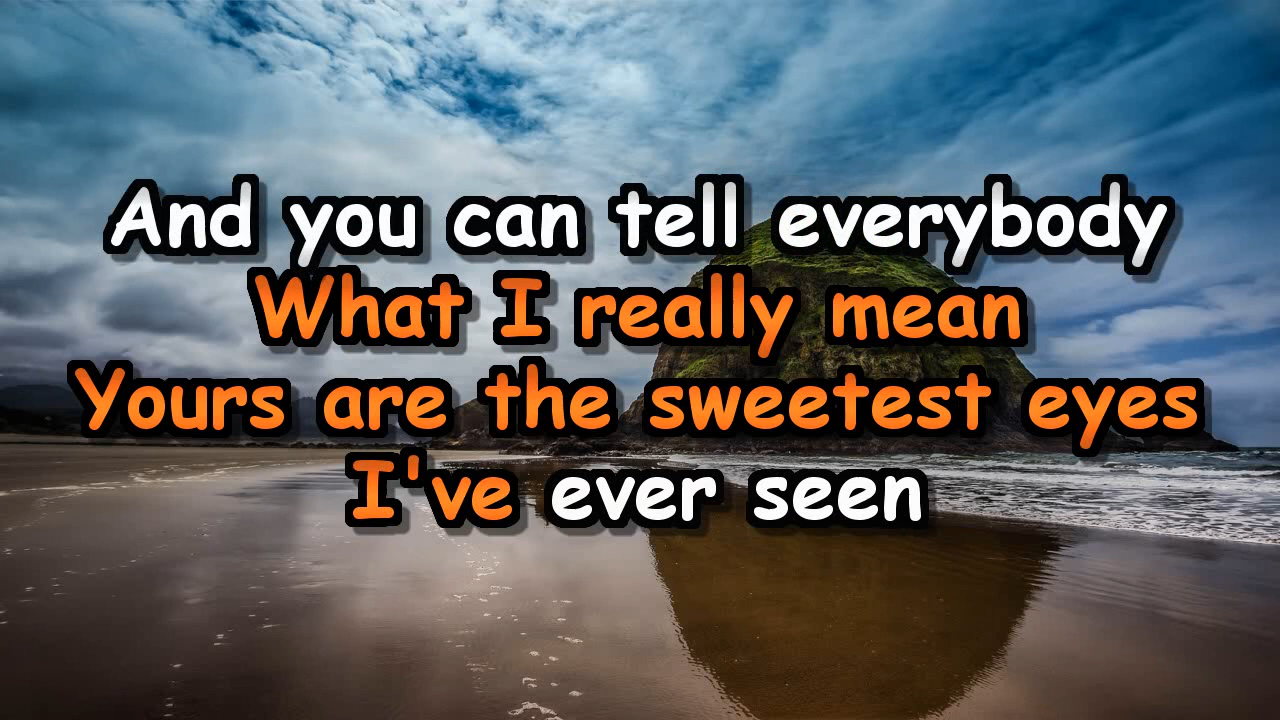 And you can tell everybody
What I really mean
Yours are the sweetest eyes
I've ever seen